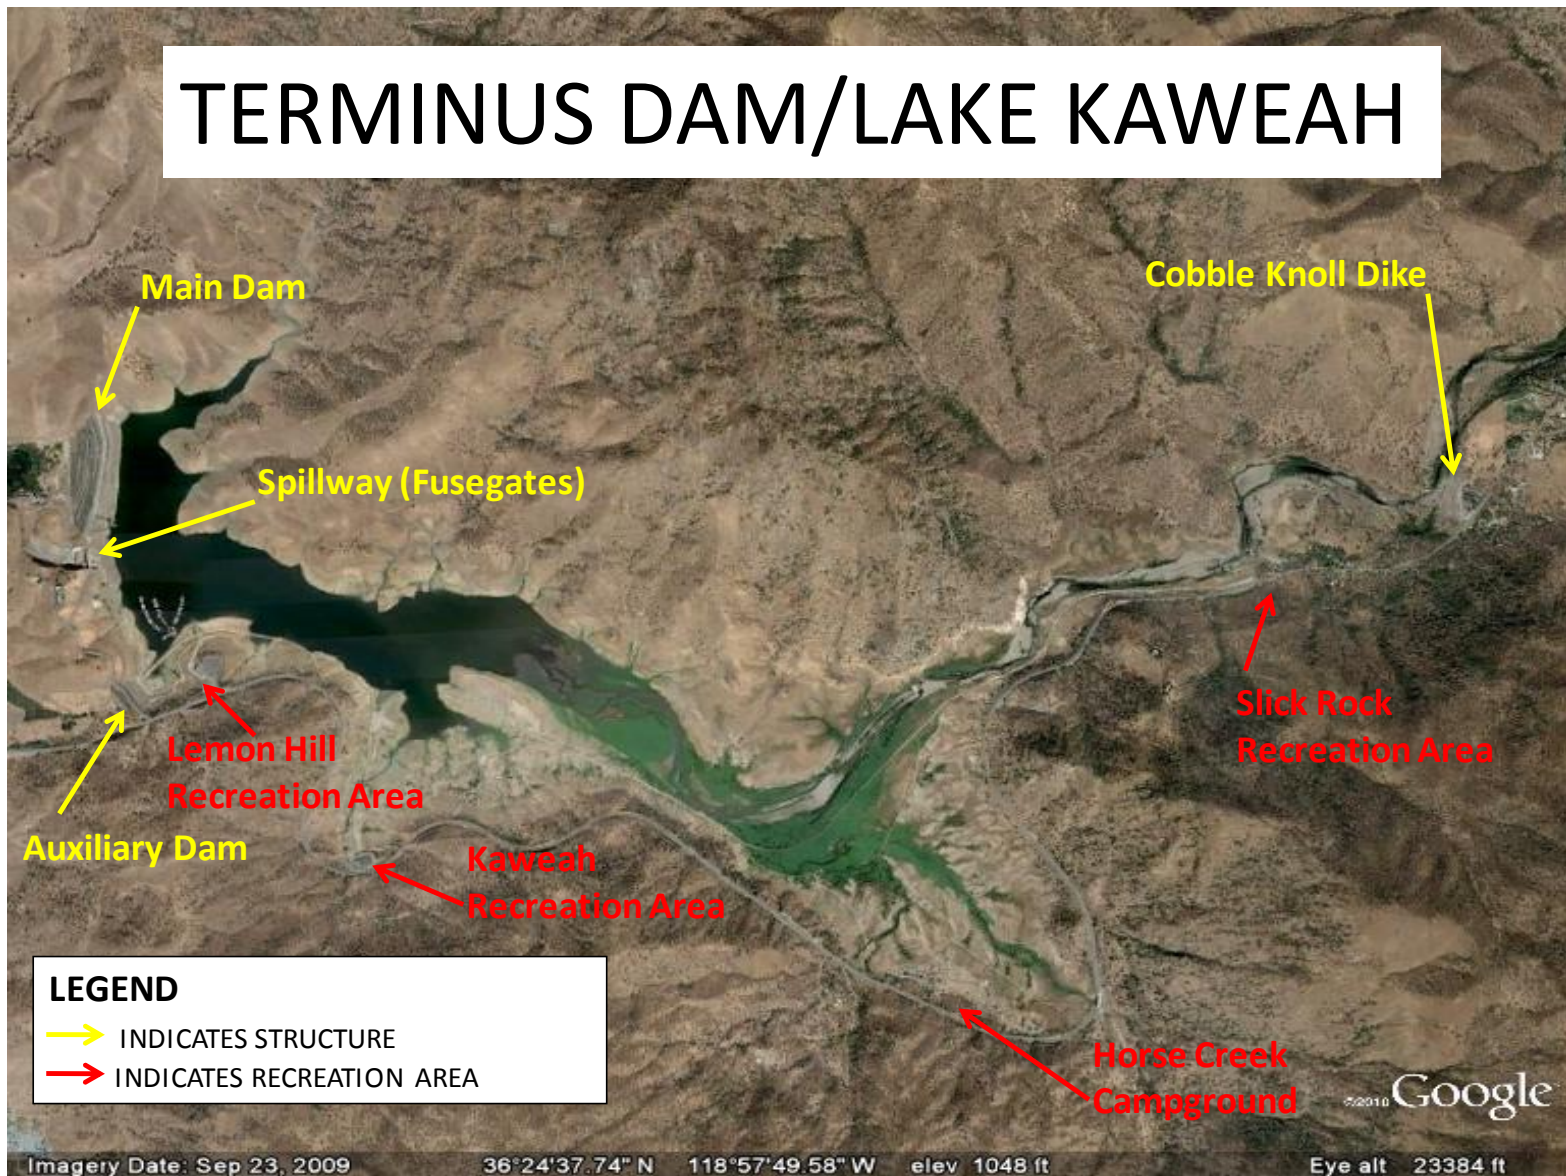 TERMINUS DAM/LAKE KAWEAH
Main Dam
Cobble Knoll Dike
Spillway (Fusegates)
Slick Rock
Recreation Area
Lemon Hill
Recreation Area
Auxiliary Dam
Kaweah
Recreation Area
LEGEND
INDICATES STRUCTURE
INDICATES RECREATION AREA
Horse Creek
Campground
©2010 Google
Imagery Date: Sep 23, 2009 36°24'37.74" N 118°57'49.58" W elev 1048 ft Eye alt 23384 ft